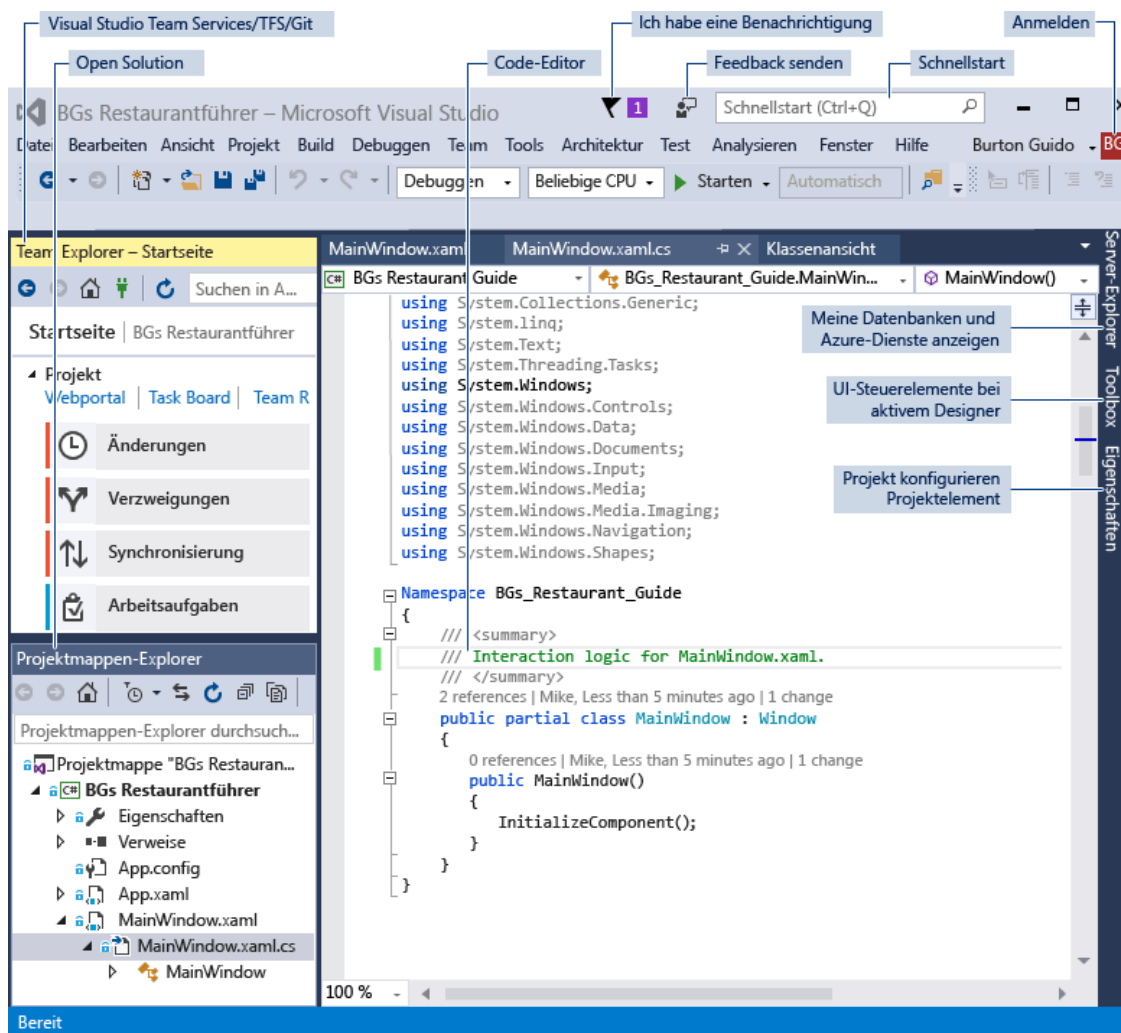 Visual Studio Team Services/TFS/Git
Ich habe eine Benachrichtigung
Anmelden
Open Solution
Code-Editor
Feedback senden
Schnellstart
BGs Restaurantführer – Microsoft Visual Studio
1
Schnellstart (Ctrl+Q)
Datei Bearbeiten Ansicht Projekt Build Debuggen Team Tools Architektur Test Analysieren Fenster Hilfe Burton Guido BG
Debuggen Beliebige CPU Starten Automatisch
Team Explorer – Startseite
Suchen in A...
Startseite | BGs Restaurantführer
Projekt
Webportal | Task Board | Team R
Änderungen
Verzweigungen
Synchronisierung
Arbeitsaufgaben
Projektmappen-Explorer
Projektmappen-Explorer durchsuch...
Projektmappe "BGs Restauran...
C# BGs Restaurantführer
Eigenschaften
Verweise
App.config
App.xaml
MainWindow.xaml
MainWindow.xaml.cs
MainWindow
MainWindow.xaml MainWindow.xaml.cs Klassenansicht
C# BGs Restaurant Guide BGs_Restaurant_Guide.MainWin... MainWindow()
using System.Collections.Generic;
using System.linq;
using System.Text;
using System.Threading.Tasks;
using System.Windows;
using System.Windows.Controls;
using System.Windows.Data;
using System.Windows.Documents;
using System.Windows.Input;
using System.Windows.Media;
using System.Windows.Media.Imaging;
using System.Windows.Navigation;
using System.Windows.Shapes;
Namespace BGs_Restaurant_Guide
{
/// <summary>
/// Interaction logic for MainWindow.xaml.
/// </summary>
2 references | Mike, Less than 5 minutes ago | 1 change
public partial class MainWindow : Window
{
0 references | Mike, Less than 5 minutes ago | 1 change
public MainWindow()
{
InitializeComponent();
}
}
}
100 %
Meine Datenbanken und
Azure-Dienste anzeigen
UI-Steuerelemente bei
aktivem Designer
Projekt konfigurieren
Projektelement
Server-Explorer
Toolbox
Eigenschaften
Bereit